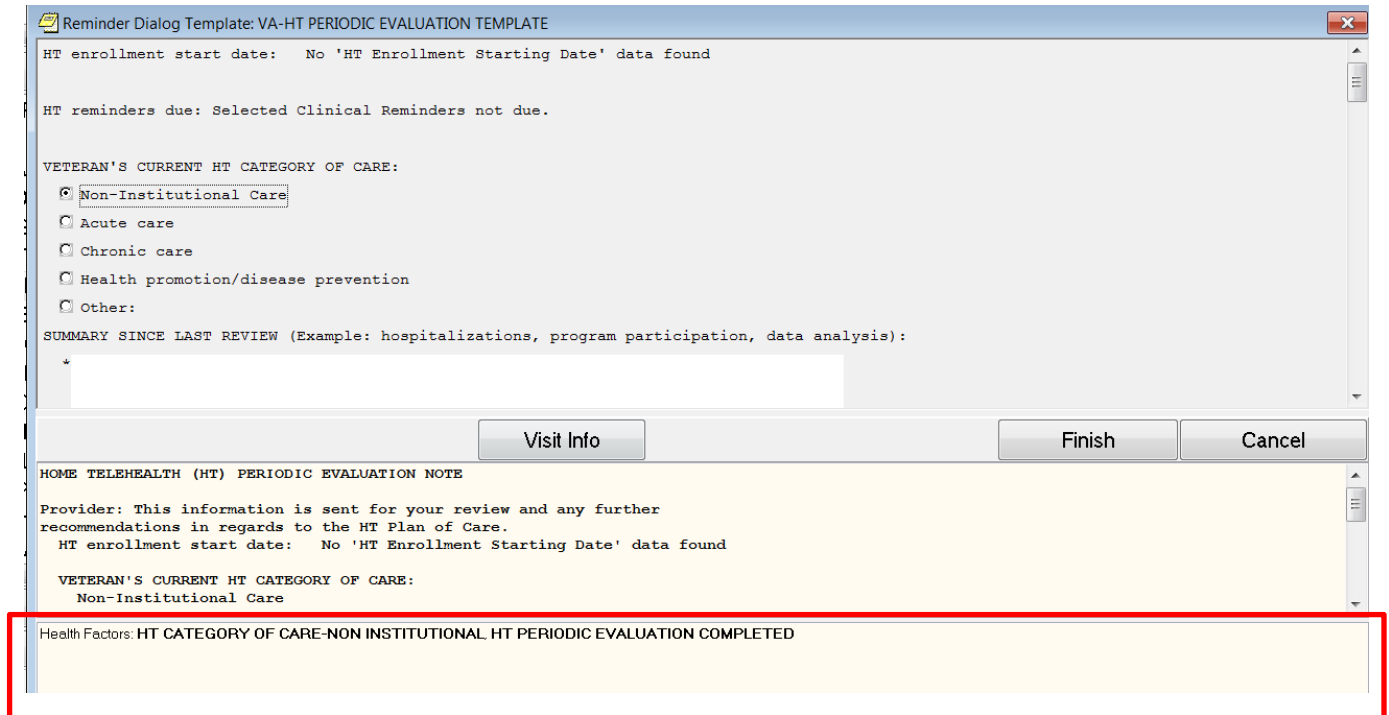 Reminder Dialog Template: VA-HT PERIODIC EVALUATION TEMPLATE
HT enrollment start date: No 'HT Enrollment Starting Date' data found
HT reminders due: Selected Clinical Reminders not due.
VETERAN'S CURRENT HT CATEGORY OF CARE:
Non-Institutional Care
Acute care
Chronic care
Health promotion/disease prevention
Other:
SUMMARY SINCE LAST REVIEW (Example: hospitalizations, program participation, data analysis):
*
Visit Info Finish Cancel
HOME TELEHEALTH (HT) PERIODIC EVALUATION NOTE
Provider: This information is sent for your review and any further
recommendations in regards to the HT Plan of Care.
HT enrollment start date: No 'HT Enrollment Starting Date' data found
VETERAN'S CURRENT HT CATEGORY OF CARE:
Non-Institutional Care
Health Factors: HT CATEGORY OF CARE-NON INSTITUTIONAL, HT PERIODIC EVALUATION COMPLETED